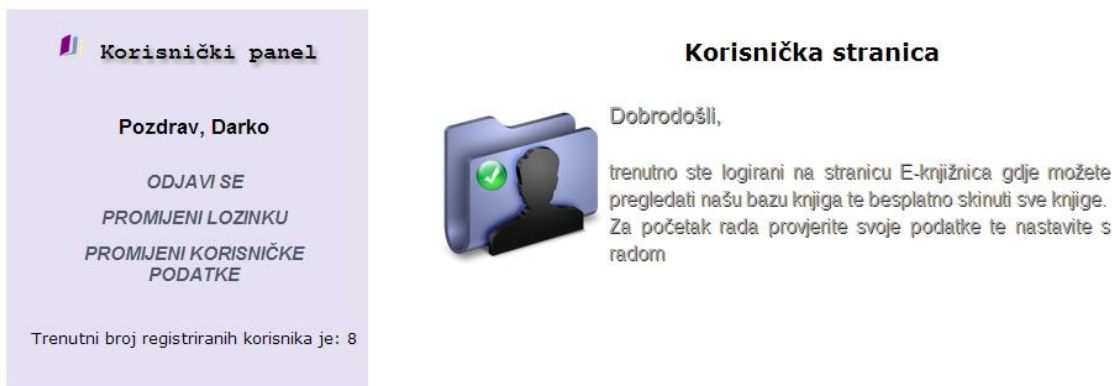 Korisnički panel
Pozdrav, Darko
ODJAVI SE
PROMIJENI LOZINKU
PROMIJENI KORISNIČKE
PODATKE
Trenutni broj registriranih korisnika je: 8
Korisnička stranica
Dobrodošli,
trenutno ste logirani na stranicu E-knjižnica gdje možete
pregledati našu bazu knjiga te besplatno skinuti sve knjige.
Za početak rada provjerite svoje podatke te nastavite s
radom